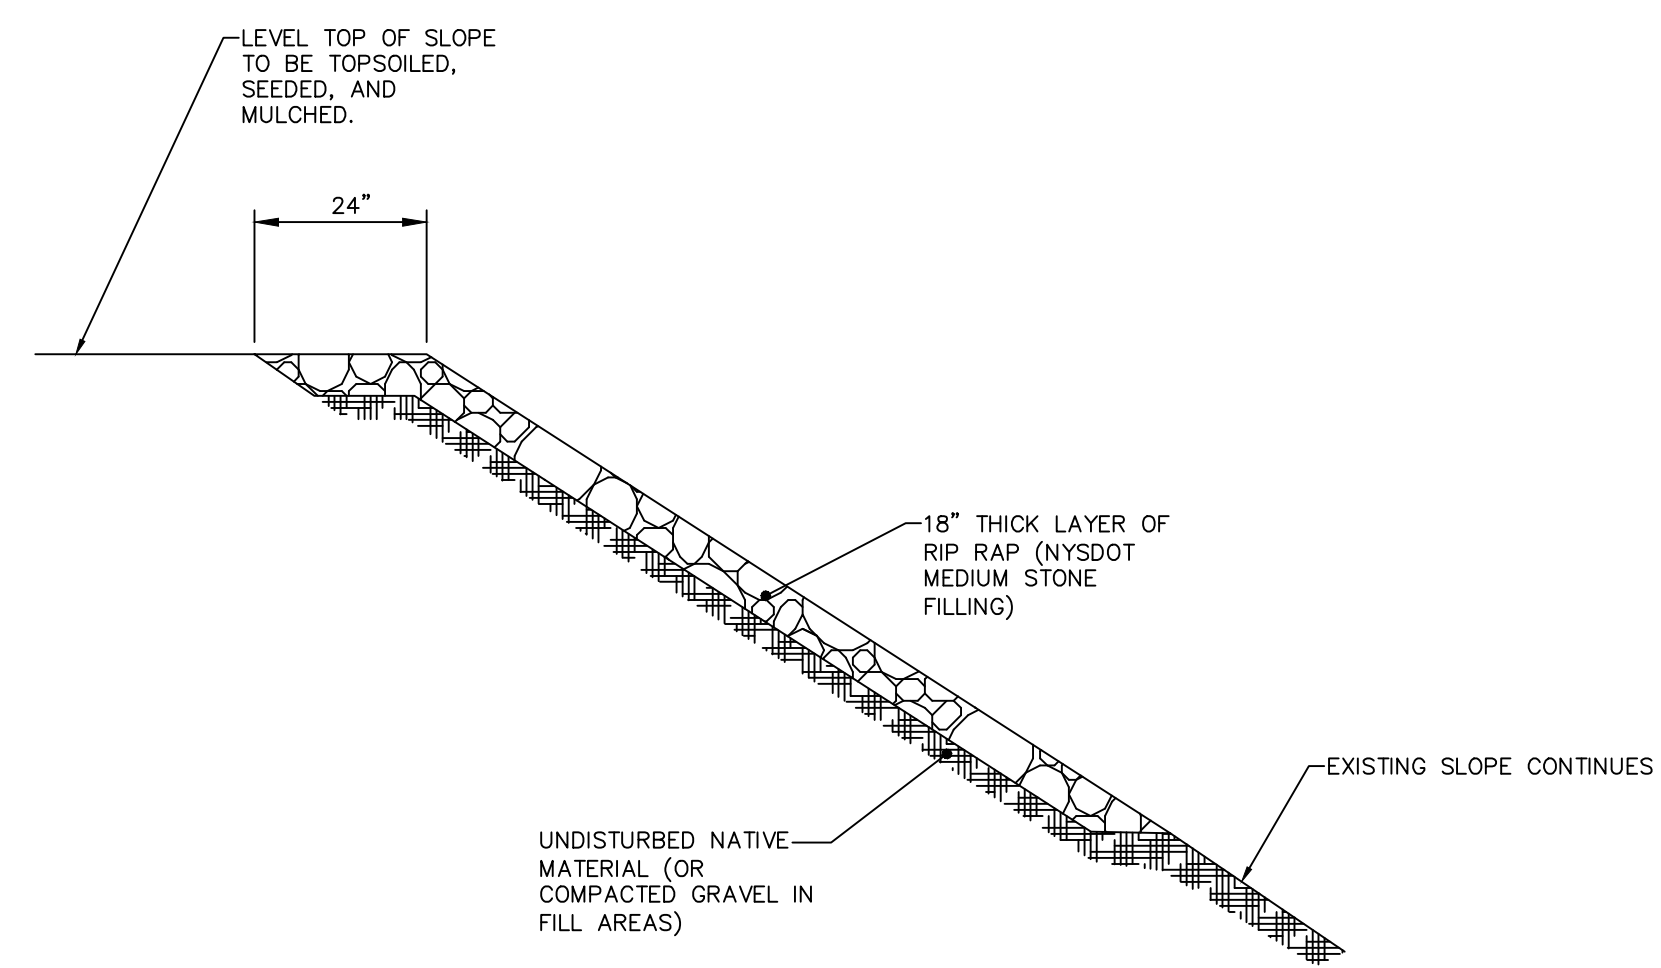 LEVEL TOP OF SLOPE
TO BE TOPSOILED,
SEEDED, AND
MULCHED.
24”
18” THICK LAYER OF
RIP RAP (NYSDOT
MEDIUM STONE
FILLING)
EXISTING SLOPE CONTINUES
UNDISTURBED NATIVE
MATERIAL (OR
COMPACTED GRAVEL IN
FILL AREAS)